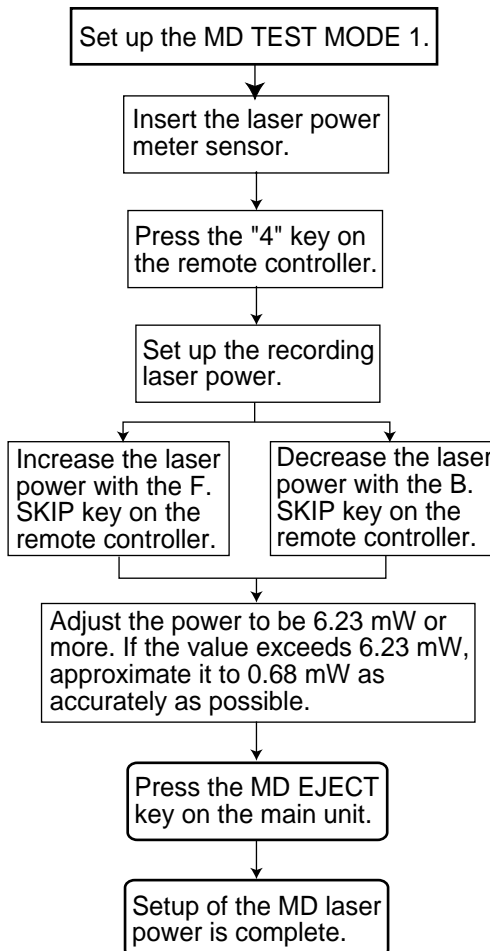 Set up the MD TEST MODE 1.
Insert the laser power
meter sensor.
Press the "4" key on
the remote controller.
Set up the recording
laser power.
Increase the laser
power with the F.
SKIP key on the
remote controller.
Decrease the laser
power with the B.
SKIP key on the
remote controller.
Adjust the power to be 6.23 mW or
more. If the value exceeds 6.23 mW,
approximate it to 0.68 mW as
accurately as possible.
Press the MD EJECT
key on the main unit.
Setup of the MD laser
power is complete.